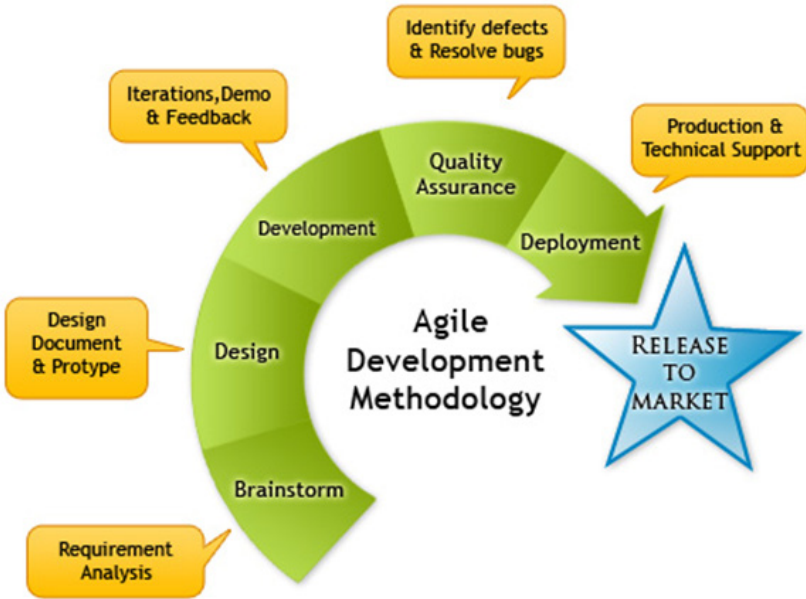 Identify defects
& Resolve bugs
Iterations,Demo
& Feedback
Production &
Technical Support
Quality
Assurance
Development
Deployment
Design
Document
& Protype
Design
Agile
Development
Methodology
RELEASE
TO
MARKET
Brainstorm
Requirement
Analysis